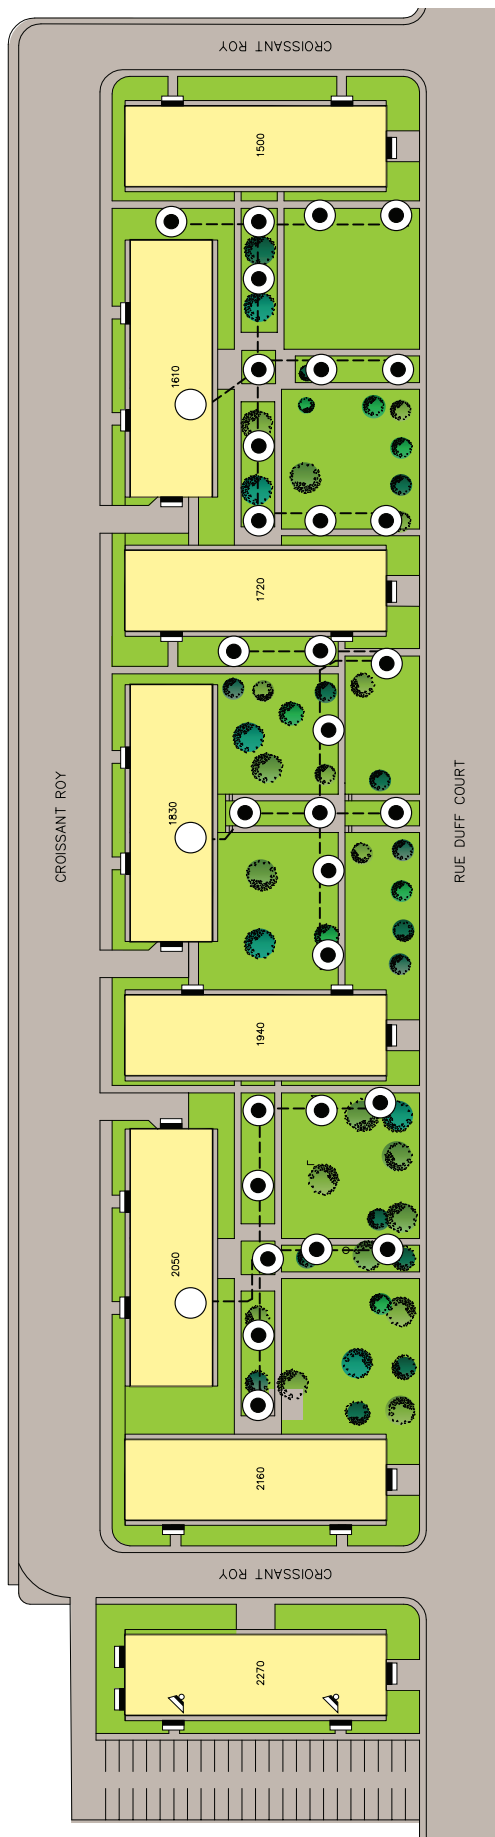 CROISSANT ROY
1500
1610
1720
CROISSANT ROY
1830
RUE DUFF COURT
1940
2050
2160
CROISSANT ROY
2270